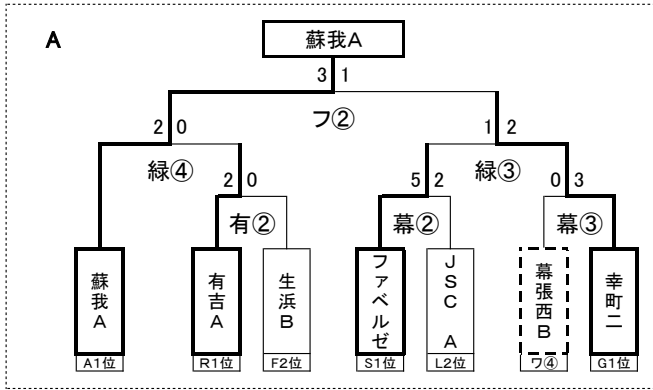 A
蘇我A
3 1
フ②
2 0
1 2
緑④
緑③
2 0
5 2
0 3
有②
幕②
幕③
蘇我A
有吉A
生浜B
ファベルゼ
JSC A
幕張西B
幸町二
A1位
R1位
F2位
S1位
L2位
ワ④
G1位